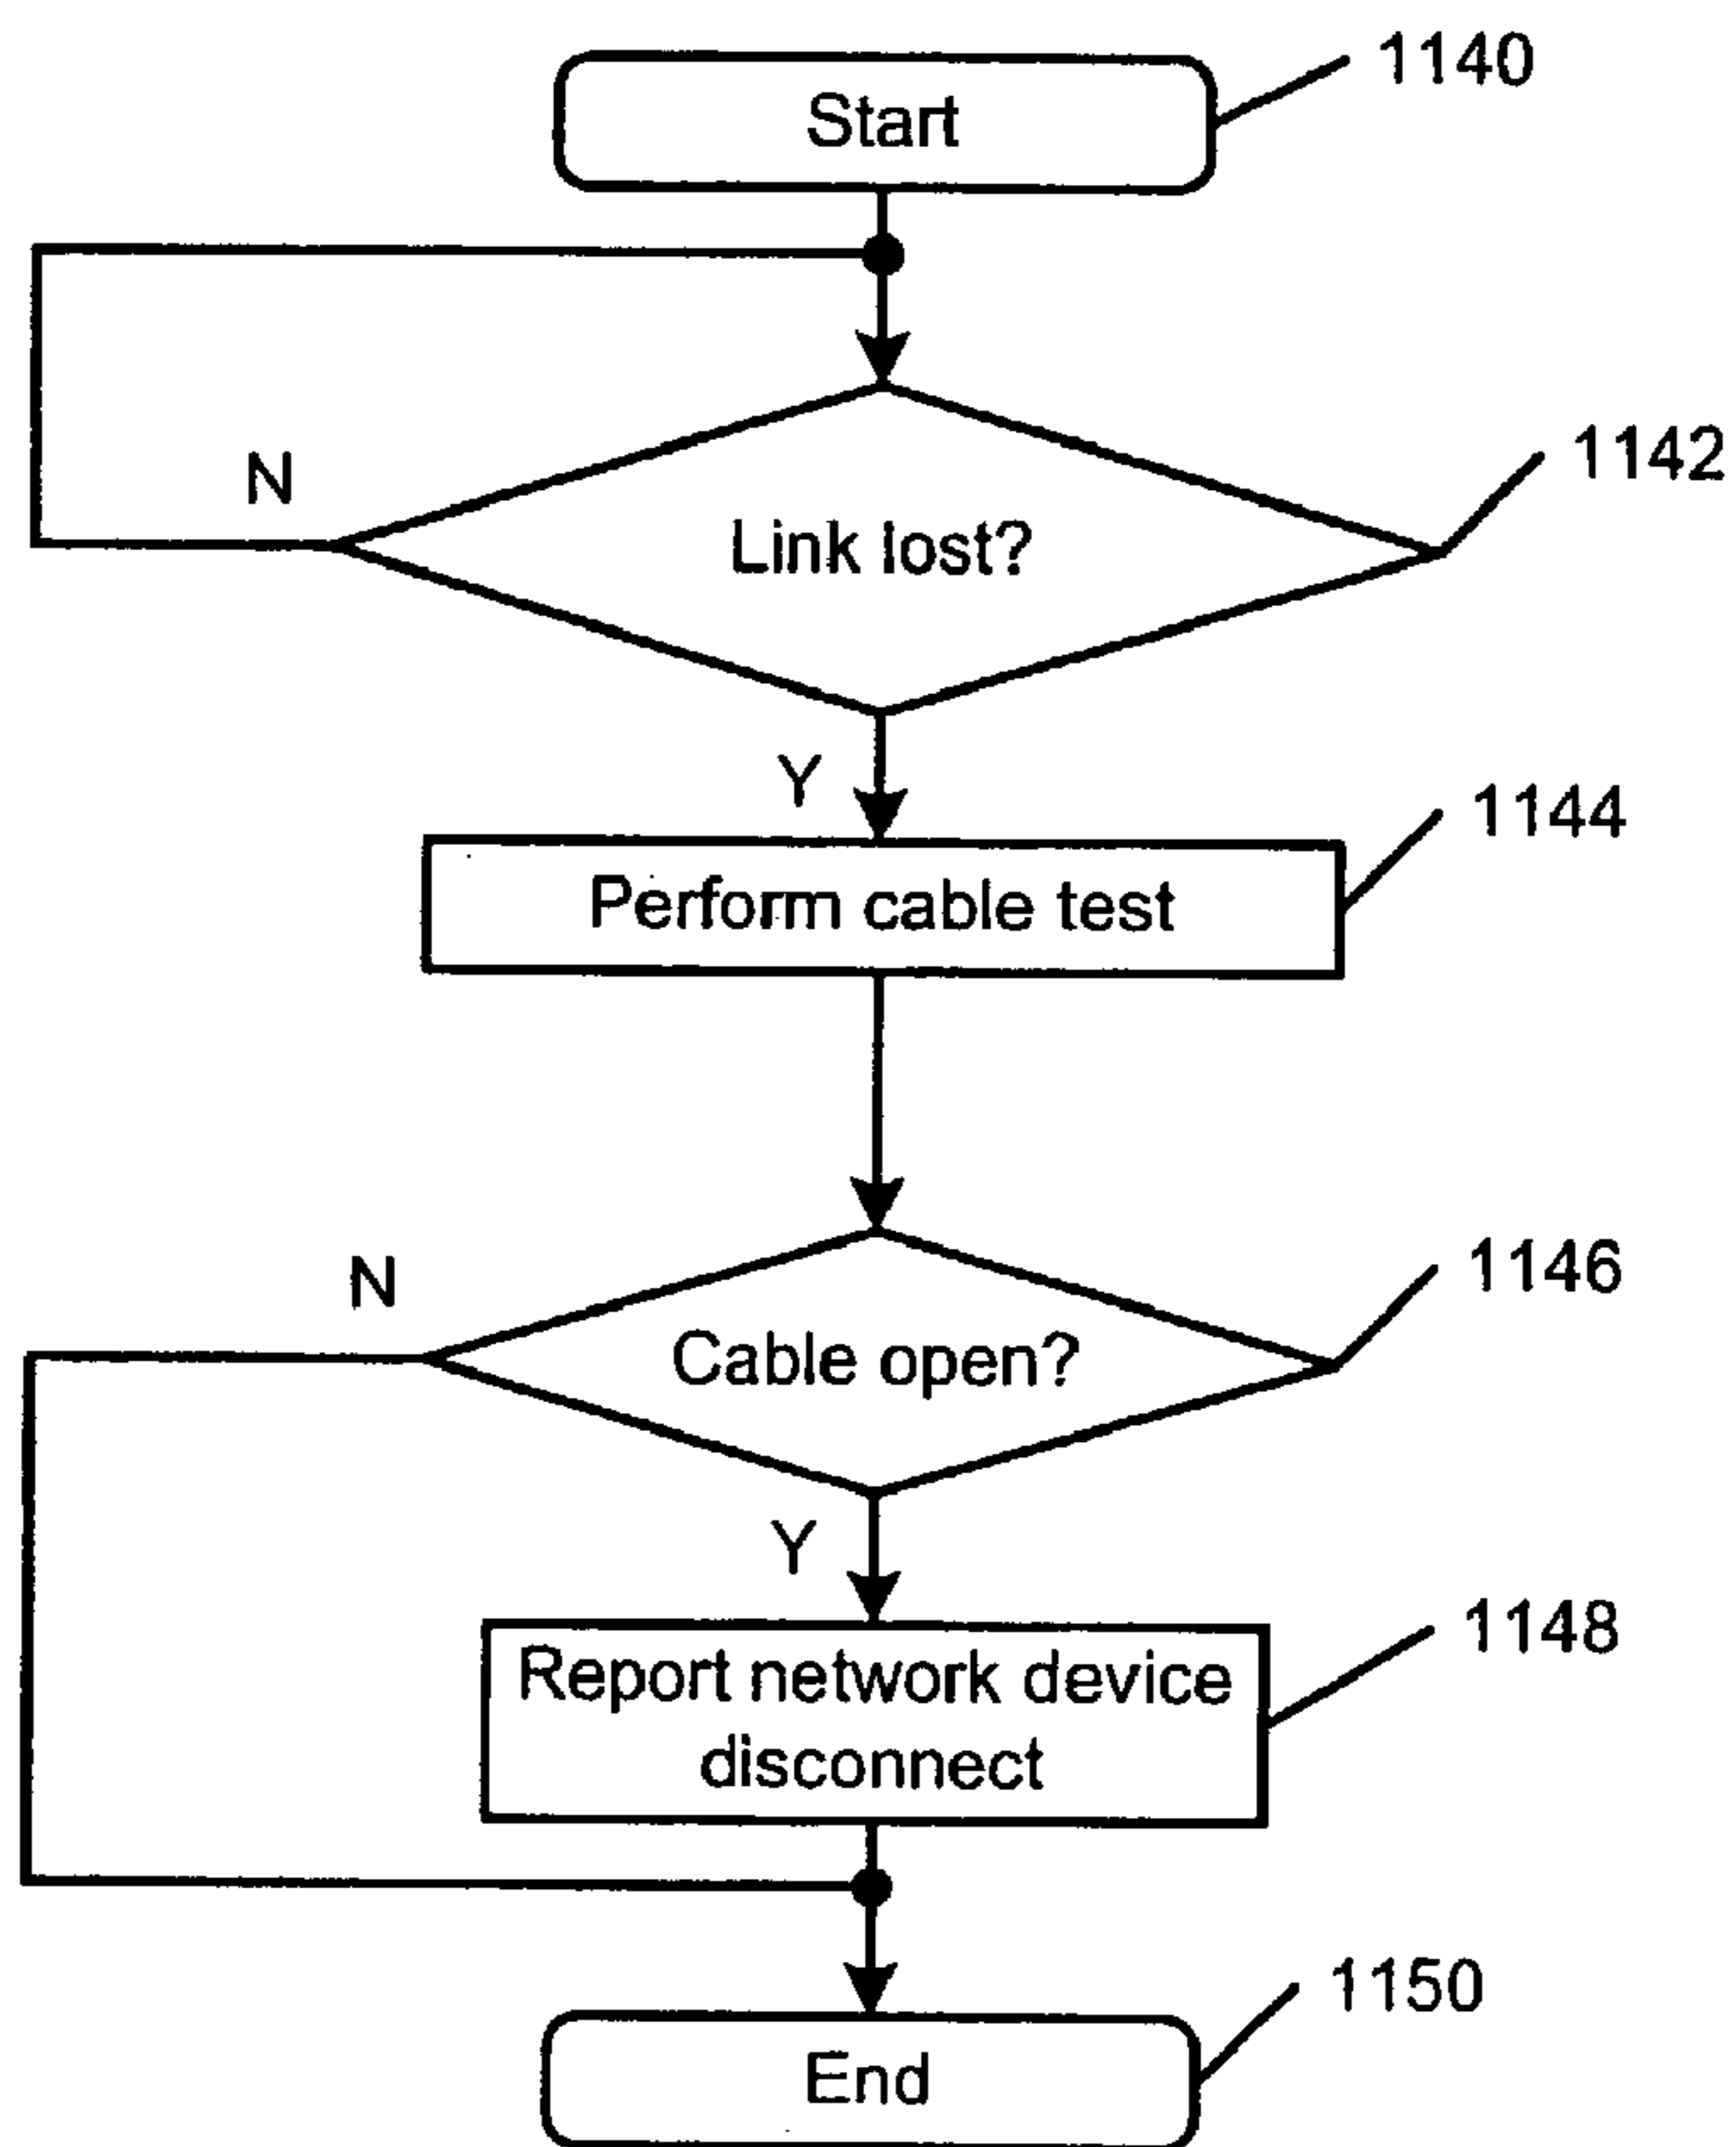 Start
1140
N
Link lost?
1142
Y
Perform cable test
1144
N
Cable open?
1146
Y
Report network device
disconnect
1148
End
1150